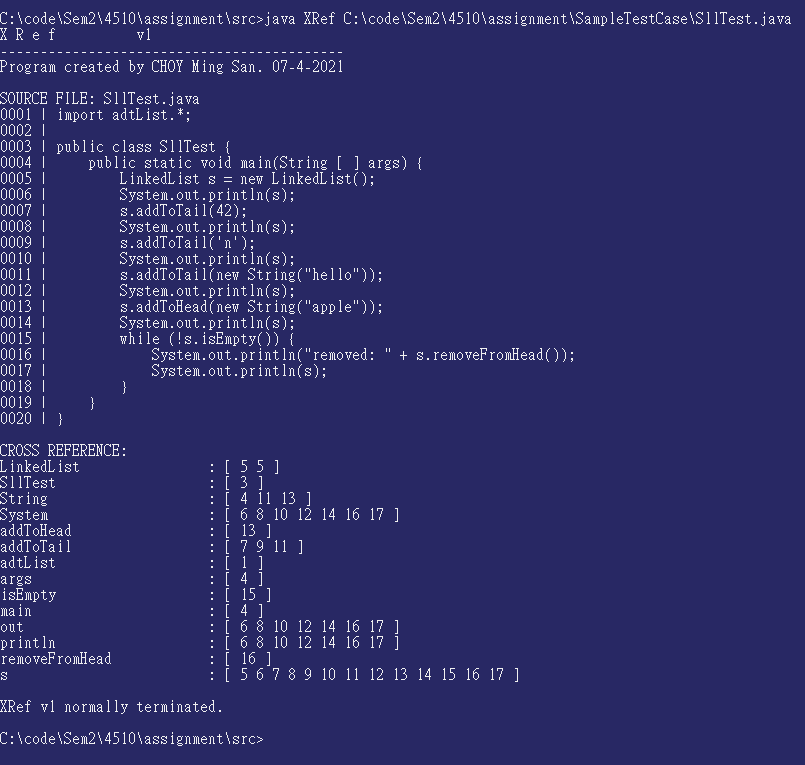 C:\code\Sem2\4510\assignment\src>java XRef C:\code\Sem2\4510\assignment\SampleTestCase\SllTest.java
X R e f          v1
-------------------------------------------
Program created by CHOY Ming San. 07-4-2021

SOURCE FILE: SllTest.java
0001 | import adtList.*;
0002 |
0003 | public class SllTest {
0004 |     public static void main(String [ ] args) {
0005 |         LinkedList s = new LinkedList();
0006 |         System.out.println(s);
0007 |         s.addToTail(42);
0008 |         System.out.println(s);
0009 |         s.addToTail('n');
0010 |         System.out.println(s);
0011 |         s.addToTail(new String("hello"));
0012 |         System.out.println(s);
0013 |         s.addToHead(new String("apple"));
0014 |         System.out.println(s);
0015 |         while (!s.isEmpty()) {
0016 |             System.out.println("removed: " + s.removeFromHead());
0017 |             System.out.println(s);
0018 |         }
0019 |     }
0020 | }

CROSS REFERENCE:
LinkedList                : [ 5 5 ]
SllTest                   : [ 3 ]
String                    : [ 4 11 13 ]
System                    : [ 6 8 10 12 14 16 17 ]
addToHead                 : [ 13 ]
addToTail                 : [ 7 9 11 ]
adtList                   : [ 1 ]
args                      : [ 4 ]
isEmpty                   : [ 15 ]
main                      : [ 4 ]
out                       : [ 6 8 10 12 14 16 17 ]
println                   : [ 6 8 10 12 14 16 17 ]
removeFromHead            : [ 16 ]
s                         : [ 5 6 7 8 9 10 11 12 13 14 15 16 17 ]

XRef v1 normally terminated.

C:\code\Sem2\4510\assignment\src>